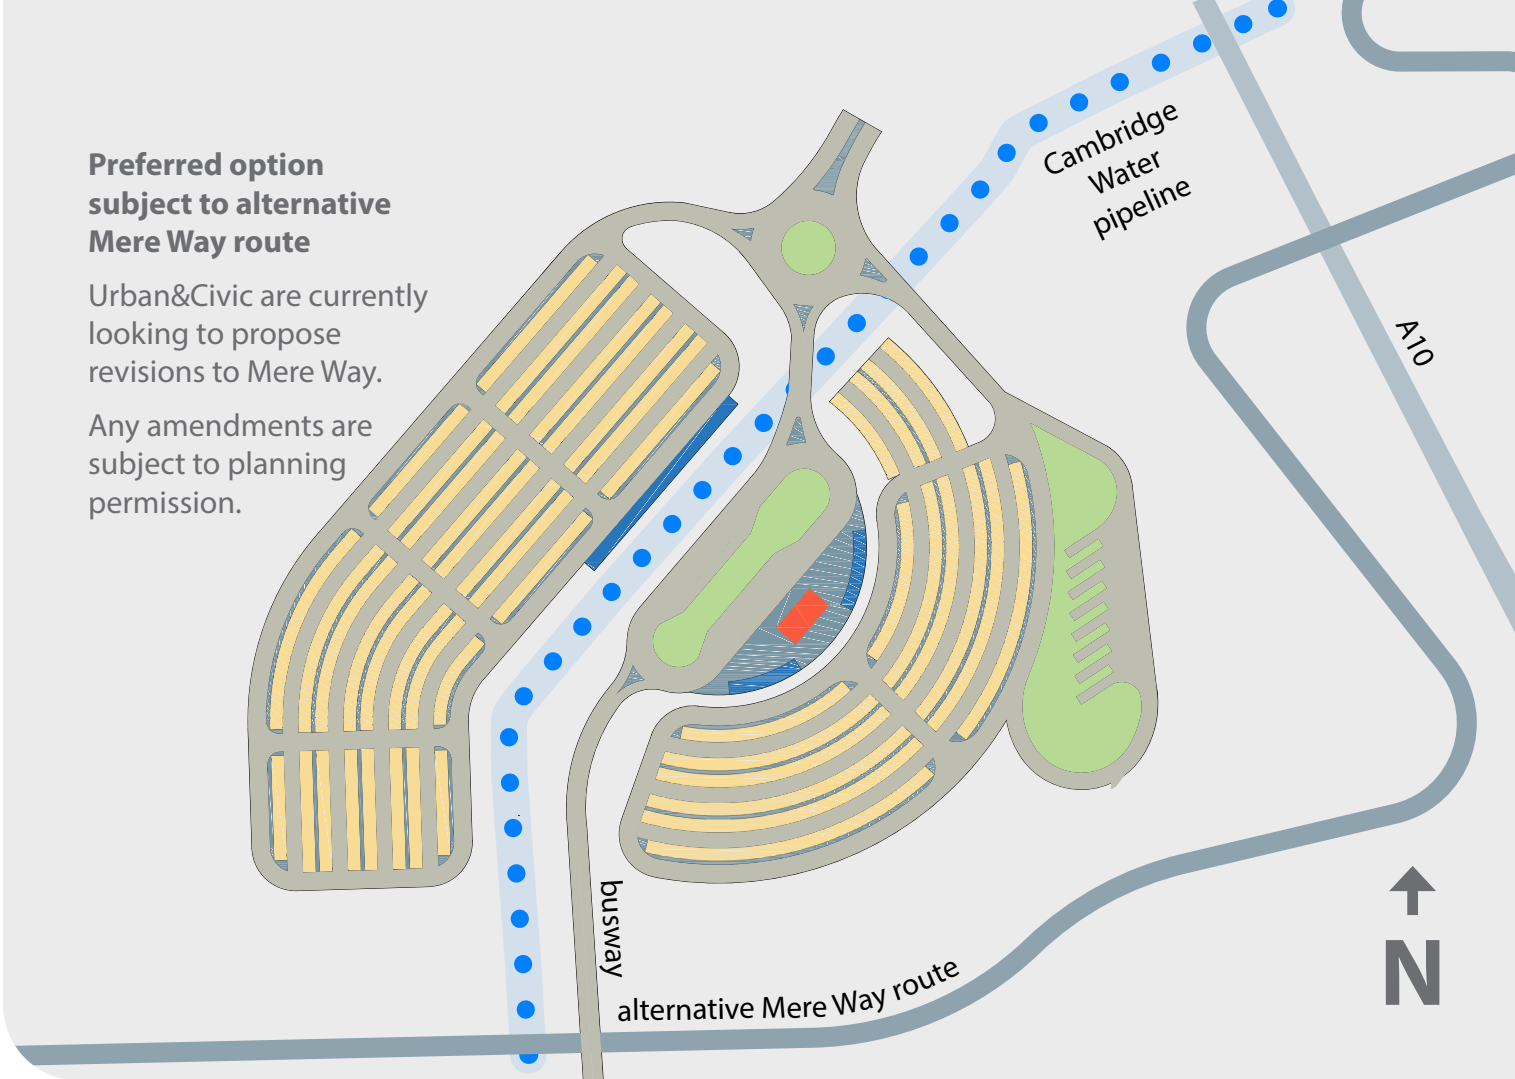 Preferred option
subject to alternative
Mere Way route
Urban&Civic are currently
looking to propose
revisions to Mere Way.
Any amendments are
subject to planning
permission.
Cambridge
Water
pipeline
A10
busway
alternative Mere Way route
N